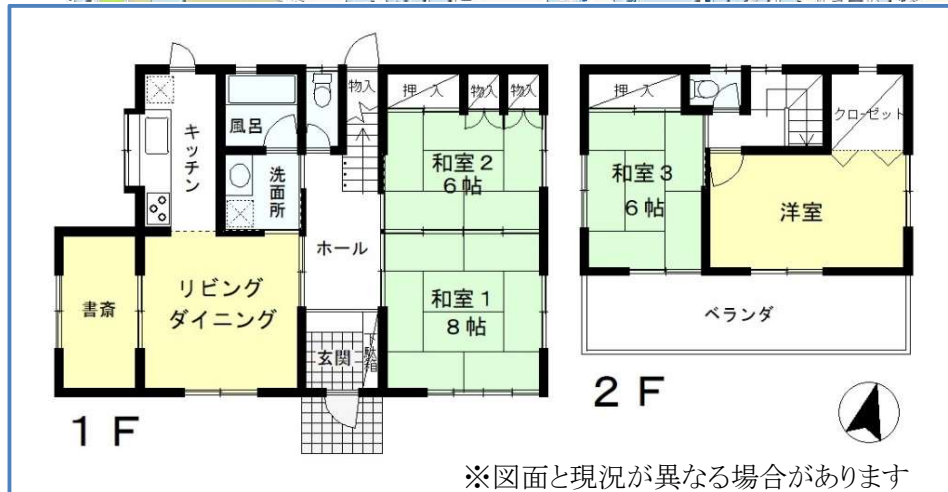 キッチン
風呂
洗面所
物入
押 入
物入
物入
和室2
6帖
ホール
書斎
リビング
ダイニング
和室1
8帖
玄関
下駄箱
1F
押 入
クローゼット
和室3
6帖
洋室
ベランダ
2F
※図面と現況が異なる場合があります